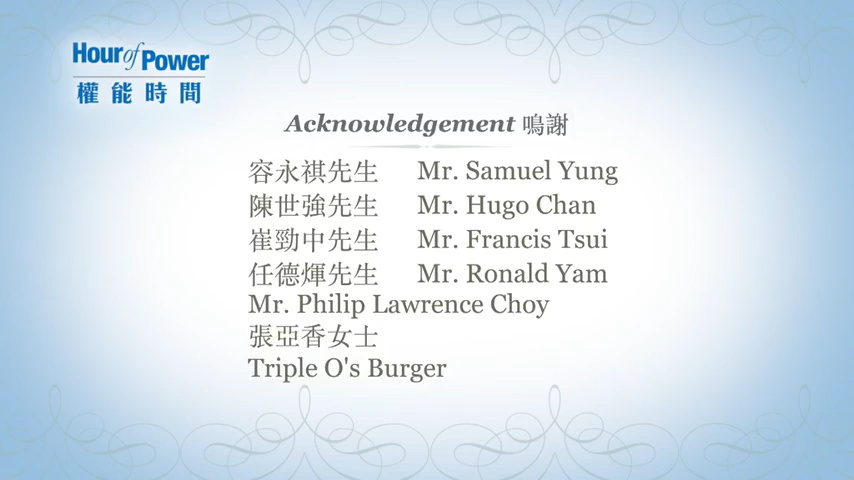 Hour of Power
權能時間
Acknowledgement 鳴謝
容永祺先生 Mr. Samuel Yung
陳世強先生 Mr. Hugo Chan
崔勁中先生 Mr. Francis Tsui
任德煇先生 Mr. Ronald Yam
Mr. Philip Lawrence Choy
張亞香女士
Triple O's Burger